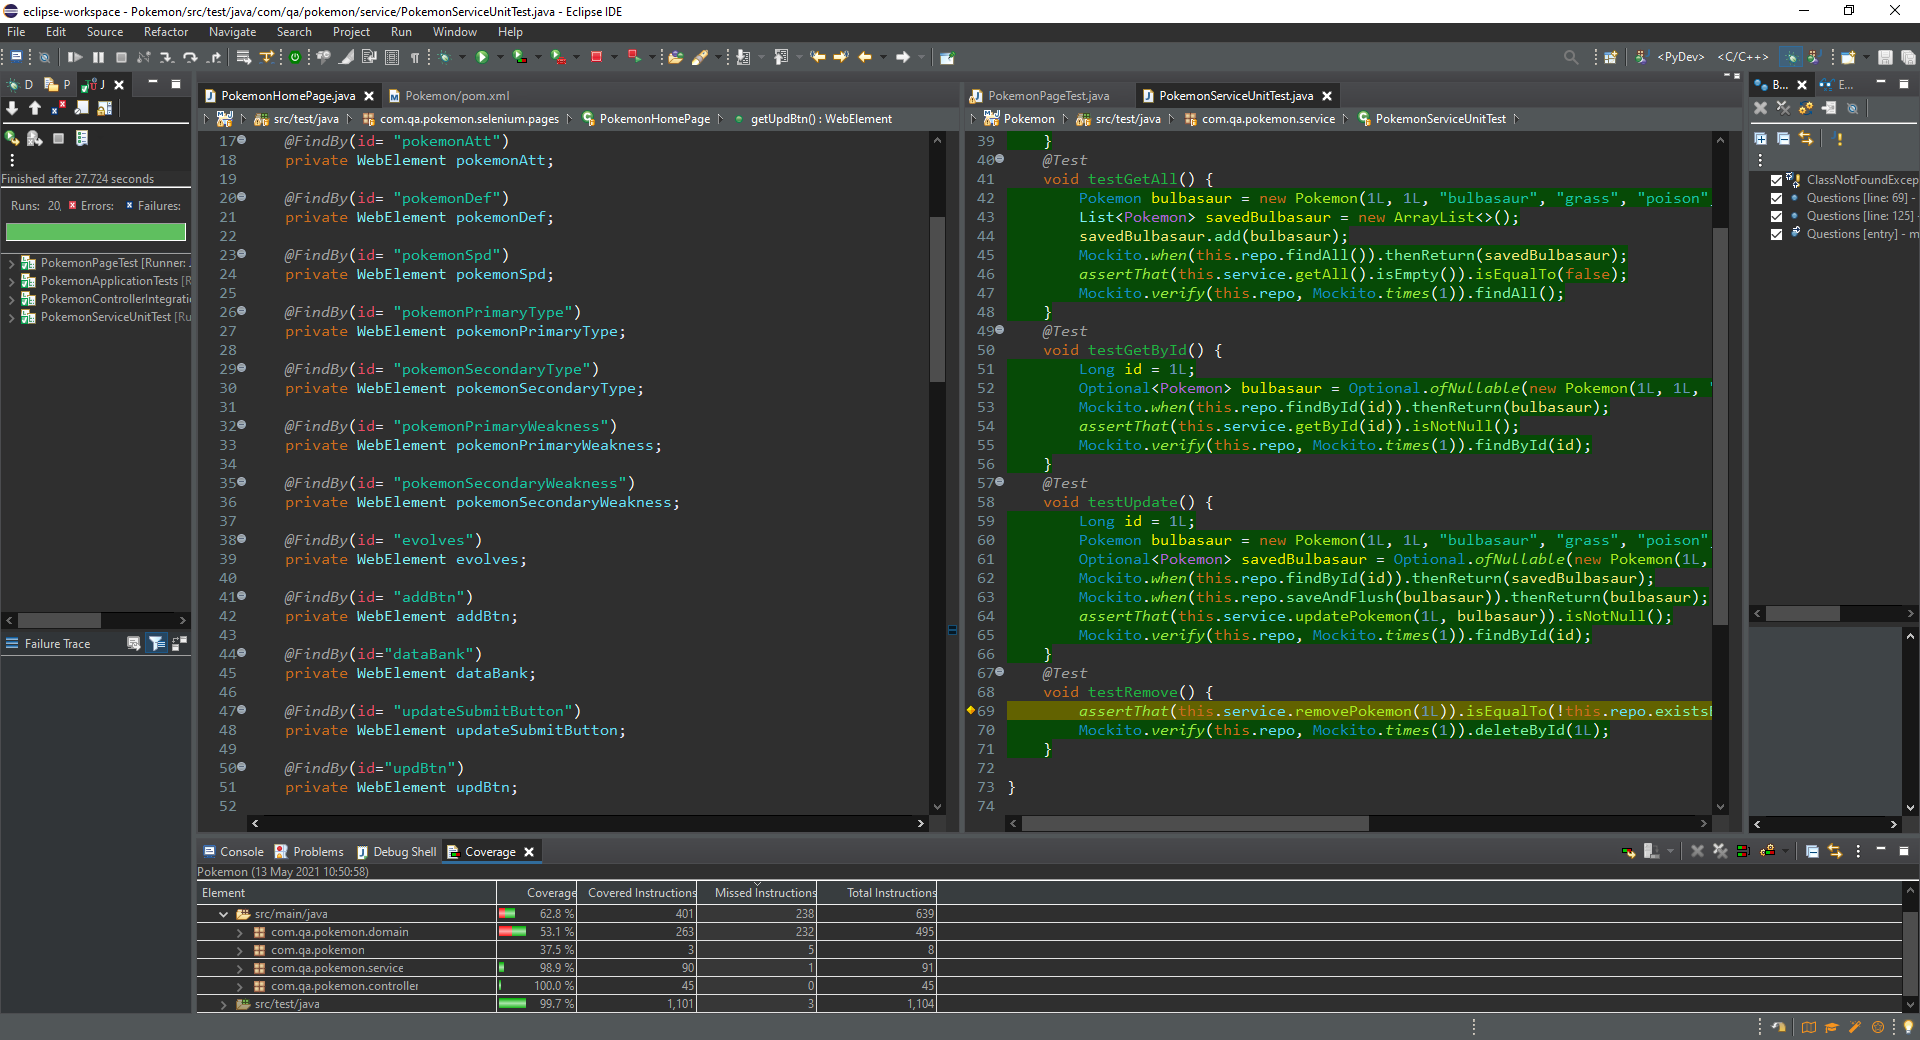 eclipse-workspace - Pokemon/src/test/java/com/qa/pokemon/service/PokemonServiceUnitTest.java - Eclipse IDE
File Edit Source Refactor Navigate Search Project Run Window Help
<PyDev> <C/C++>
D P J
PokemonHomePage.java Pokemon/pom.xml
PokemonPageTest.java PokemonServiceUnitTest.java
B... E...
src/test/java com.qa.pokemon.selenium.pages PokemonHomePage getUpdBtn() : WebElement
Pokemon src/test/java com.qa.pokemon.service PokemonServiceUnitTest
Finished after 27.724 seconds
Runs: 20, Errors: Failures:
PokemonPageTest [Runner: .
PokemonApplicationTests [R
PokemonControllerIntegratio
PokemonServiceUnitTest [Ru
Failure Trace
17 @FindBy(id= "pokemonAtt")
18 private WebElement pokemonAtt;
19
20 @FindBy(id= "pokemonDef")
21 private WebElement pokemonDef;
22
23 @FindBy(id= "pokemonSpd")
24 private WebElement pokemonSpd;
25
26 @FindBy(id= "pokemonPrimaryType")
27 private WebElement pokemonPrimaryType;
28
29 @FindBy(id= "pokemonSecondaryType")
30 private WebElement pokemonSecondaryType;
31
32 @FindBy(id= "pokemonPrimaryWeakness")
33 private WebElement pokemonPrimaryWeakness;
34
35 @FindBy(id= "pokemonSecondaryWeakness")
36 private WebElement pokemonSecondaryWeakness;
37
38 @FindBy(id= "evolves")
39 private WebElement evolves;
40
41 @FindBy(id= "addBtn")
42 private WebElement addBtn;
43
44 @FindBy(id="dataBank")
45 private WebElement dataBank;
46
47 @FindBy(id= "updateSubmitButton")
48 private WebElement updateSubmitButton;
49
50 @FindBy(id="updBtn")
51 private WebElement updBtn;
52
39 }
40 @Test
41 void testGetAll() {
42 Pokemon bulbasaur = new Pokemon(1L, 1L, "bulbasaur", "grass", "poison",
43 List<Pokemon> savedBulbasaur = new ArrayList<>();
44 savedBulbasaur.add(bulbasaur);
45 Mockito.when(this.repo.findAll()).thenReturn(savedBulbasaur);
46 assertThat(this.service.getAll().isEmpty()).isEqualTo(false);
47 Mockito.verify(this.repo, Mockito.times(1)).findAll();
48 }
49 @Test
50 void testGetById() {
51 Long id = 1L;
52 Optional<Pokemon> bulbasaur = Optional.ofNullable(new Pokemon(1L, 1L, "
53 Mockito.when(this.repo.findById(id)).thenReturn(bulbasaur);
54 assertThat(this.service.getById(id)).isNotNull();
55 Mockito.verify(this.repo, Mockito.times(1)).findById(id);
56 }
57 @Test
58 void testUpdate() {
59 Long id = 1L;
60 Pokemon bulbasaur = new Pokemon(1L, 1L, "bulbasaur", "grass", "poison",
61 Optional<Pokemon> savedBulbasaur = Optional.ofNullable(new Pokemon(1L,
62 Mockito.when(this.repo.findById(id)).thenReturn(savedBulbasaur);
63 Mockito.when(this.repo.saveAndFlush(bulbasaur)).thenReturn(bulbasaur);
64 assertThat(this.service.updatePokemon(1L, bulbasaur)).isNotNull();
65 Mockito.verify(this.repo, Mockito.times(1)).findById(id);
66 }
67 @Test
68 void testRemove() {
69 assertThat(this.service.removePokemon(1L)).isEqualTo(!this.repo.exists
70 Mockito.verify(this.repo, Mockito.times(1)).deleteById(1L);
71 }
72
73 }
74
ClassNotFoundExcep
Questions [line: 69] -
Questions [line: 125] -
Questions [entry] - m
Console Problems Debug Shell Coverage
Pokemon (13 May 2021 10:50:58)
Element Coverage Covered Instructions Missed Instructions Total Instructions
src/main/java 62.8 % 401 238 639
com.qa.pokemon.domain 53.1 % 263 232 495
com.qa.pokemon 37.5 % 3 5 8
com.qa.pokemon.service 98.9 % 90 1 91
com.qa.pokemon.controller 100.0 % 45 0 45
src/test/java 99.7 % 1,101 3 1,104